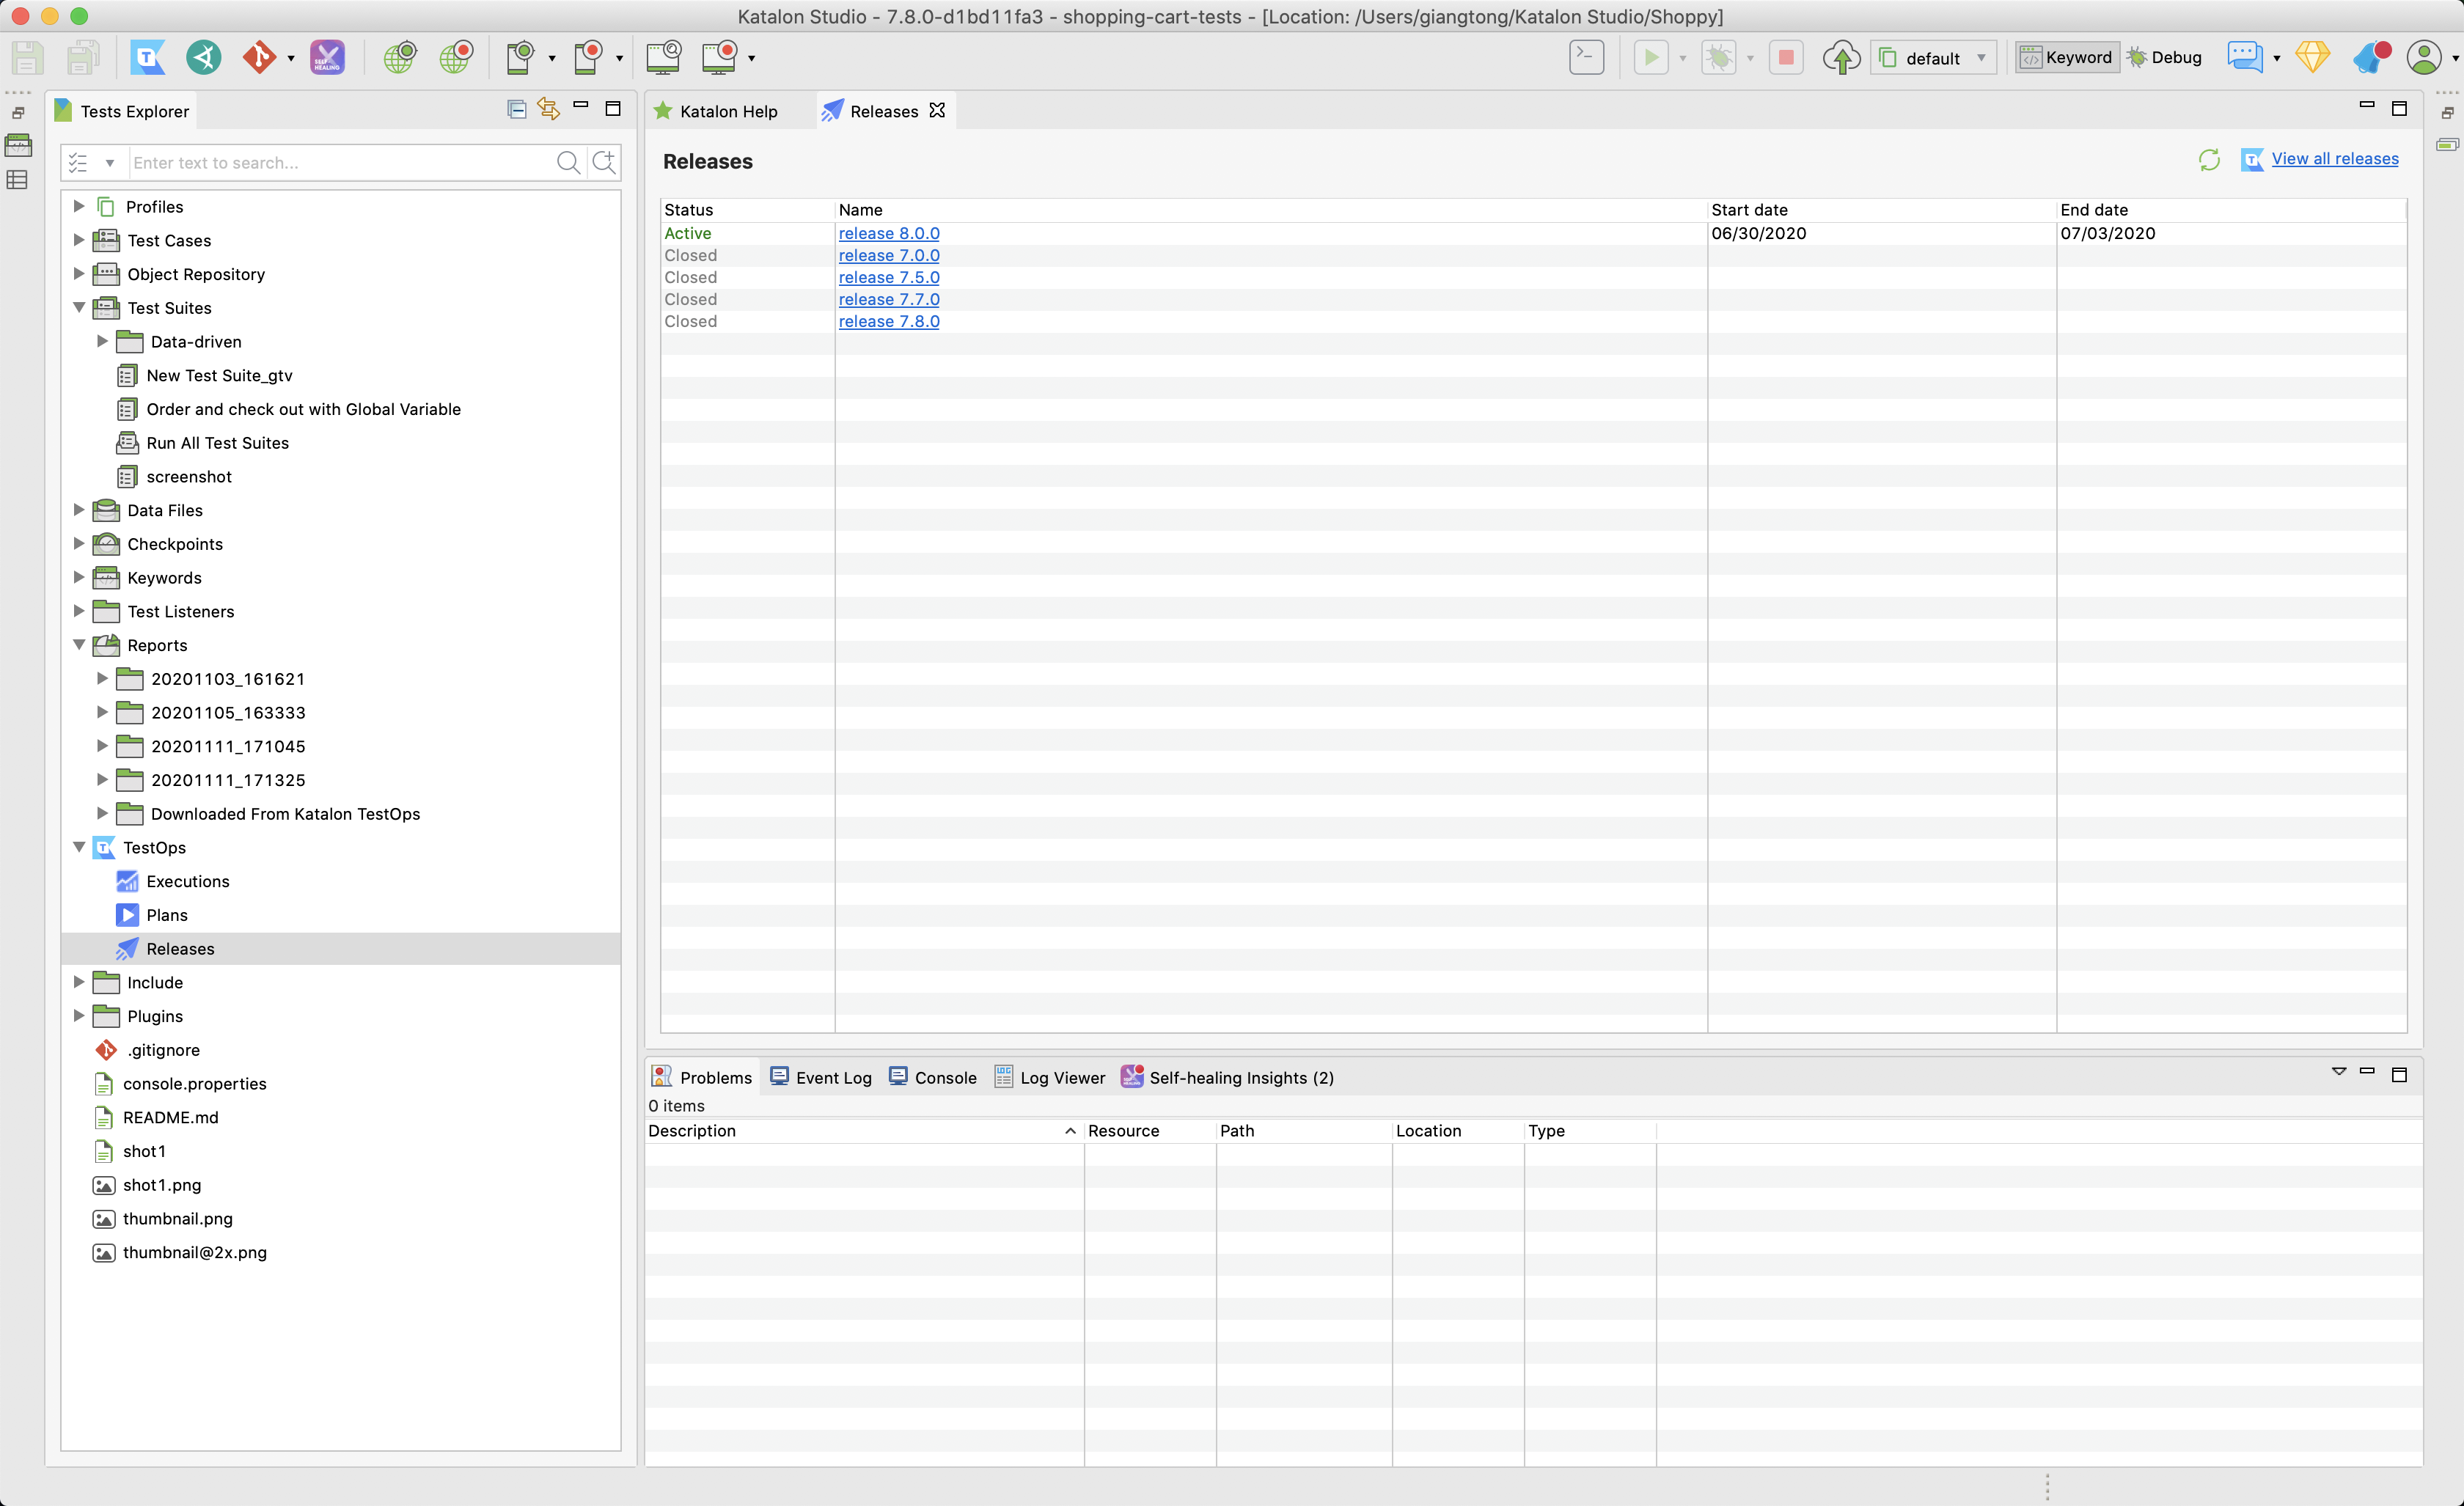 Katalon Studio - 7.8.0-d1bd11fa3 - shopping-cart-tests - [Location: /Users/giangtong/Katalon Studio/Shoppy]
default
Keyword
Debug
Tests Explorer
Enter text to search...
Profiles
Test Cases
Object Repository
Test Suites
Data-driven
New Test Suite_gtv
Order and check out with Global Variable
Run All Test Suites
screenshot
Data Files
Checkpoints
Keywords
Test Listeners
Reports
20201103_161621
20201105_163333
20201111_171045
20201111_171325
Downloaded From Katalon TestOps
TestOps
Executions
Plans
Releases
Include
Plugins
.gitignore
console.properties
README.md
shot1
shot1.png
thumbnail.png
thumbnail@2x.png
Katalon Help
Releases
Releases
View all releases
Status Name Start date End date
Active release 8.0.0 06/30/2020 07/03/2020
Closed release 7.0.0
Closed release 7.5.0
Closed release 7.7.0
Closed release 7.8.0
Problems Event Log Console Log Viewer Self-healing Insights (2)
0 items
Description Resource Path Location Type